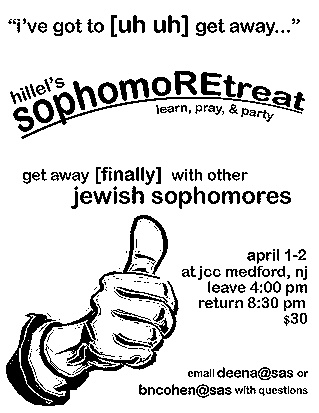 “i’ve got to [uh uh] get away...”
hillel’s
sophomoREtreat
learn, pray, & party
get away [finally] with other
jewish sophomores
april 1-2
at jcc medford, nj
leave 4:00 pm
return 8:30 pm
$30
email deena@sas or
bncohen@sas with questions